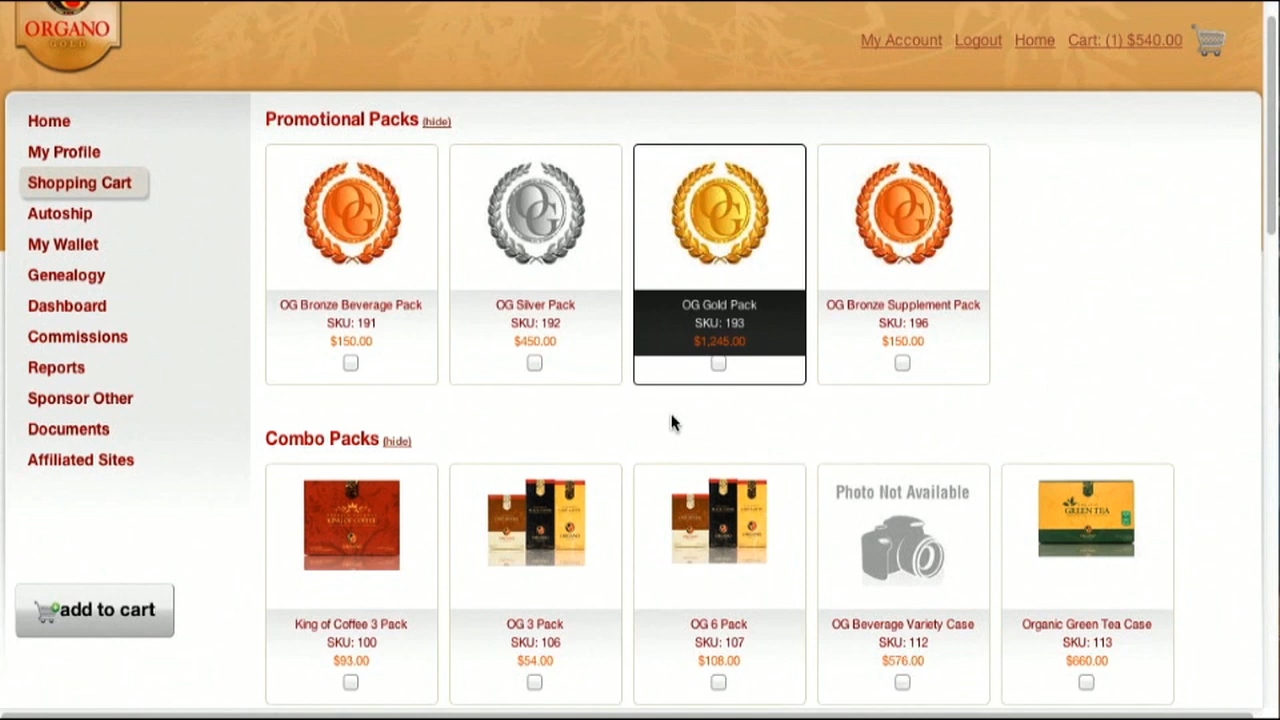 ORGANO
GOLD
My Account Logout Home Cart: (1) $540.00
Home
My Profile
Shopping Cart
Autoship
My Wallet
Genealogy
Dashboard
Commissions
Reports
Sponsor Other
Documents
Affiliated Sites
add to cart
Promotional Packs (hide)
OG Bronze Beverage Pack
SKU: 191
$150.00
OG Silver Pack
SKU: 192
$450.00
OG Gold Pack
SKU: 193
$1,245.00
OG Bronze Supplement Pack
SKU: 196
$150.00
Combo Packs (hide)
KING OF COFFEE
King of Coffee 3 Pack
SKU: 100
$93.00
OG 3 Pack
SKU: 106
$54.00
OG 6 Pack
SKU: 107
$108.00
Photo Not Available
OG Beverage Variety Case
SKU: 112
$576.00
GREEN TEA
Organic Green Tea Case
SKU: 113
$660.00